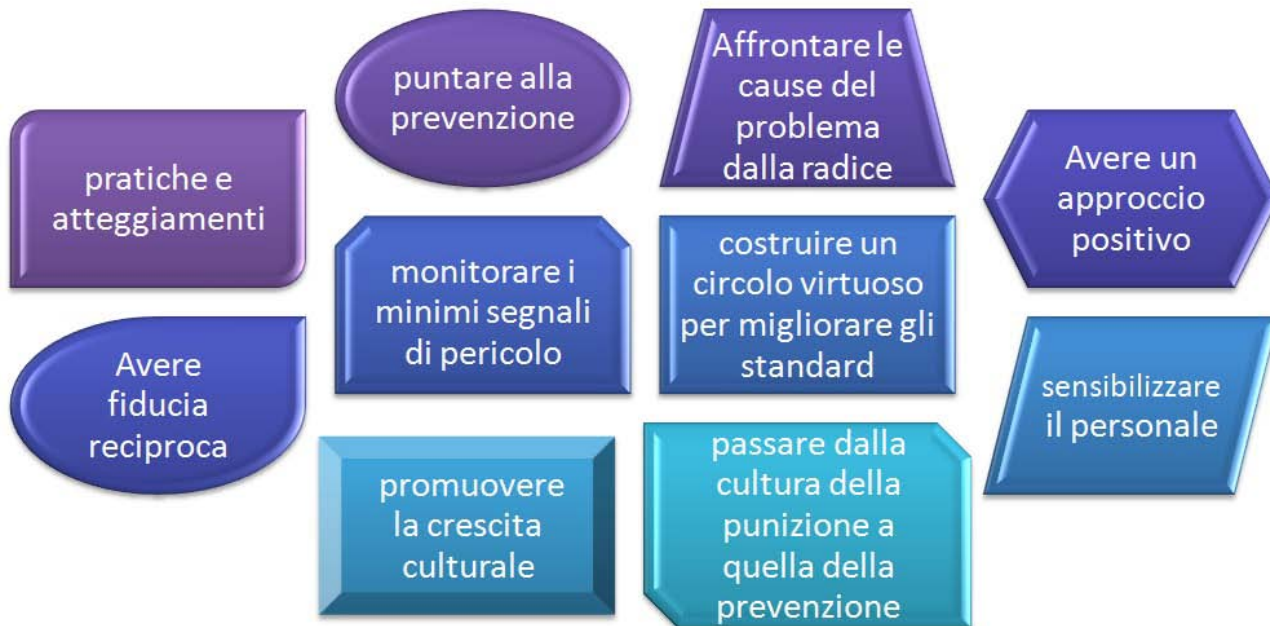 pratiche e
atteggiamenti
puntare alla
prevenzione
Affrontare le
cause del
problema
dalla radice
Avere un
approccio
positivo
Avere
fiducia
reciproca
monitorare i
minimi segnali
di pericolo
costruire un
circolo virtuoso
per migliorare gli
standard
sensibilizzare
il personale
promuovere
la crescita
culturale
passare dalla
cultura della
punizione a
quella della
prevenzione